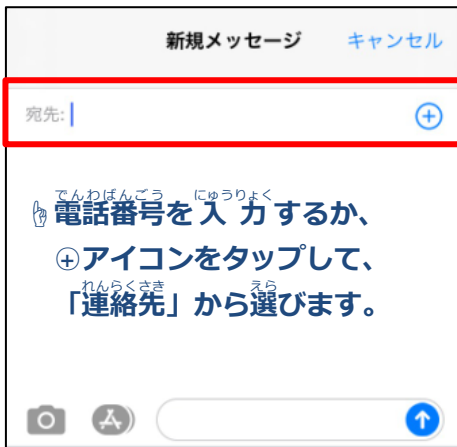 新規メッセージ キャンセル
宛先:
でんわばんごう にゅうりょく
☝電話番号を入力するか、
⊕アイコンをタップして、
れんらくさき えら
「連絡先」から選びます。